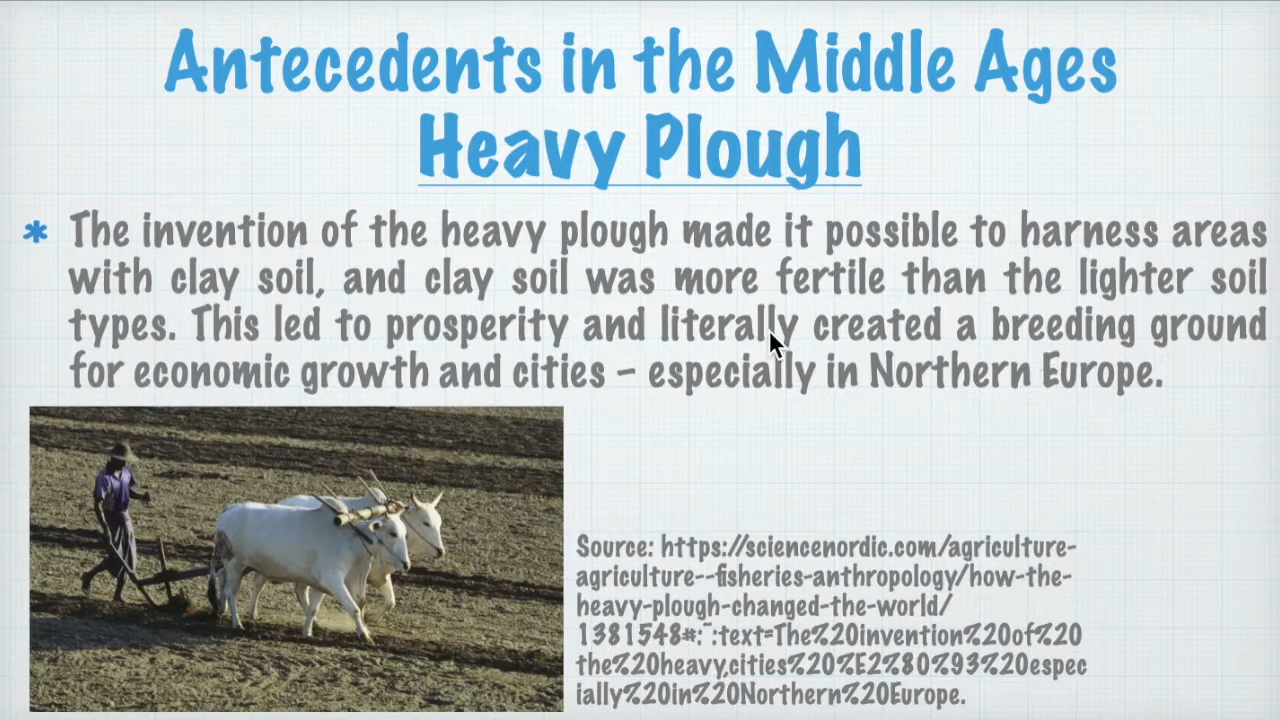 Antecedents in the Middle Ages
Heavy Plough
* The invention of the heavy plough made it possible to harness areas
with clay soil, and clay soil was more fertile than the lighter soil
types. This led to prosperity and literally created a breeding ground
for economic growth and cities – especially in Northern Europe.
Source: https://sciencenordic.com/agriculture-
agriculture--fisheries-anthropology/how-the-
heavy-plough-changed-the-world/
1381548#:~:text=The%20invention%20of%20
the%20heavy,cities%20%E2%80%93%20espec
ially%20in%20Northern%20Europe.